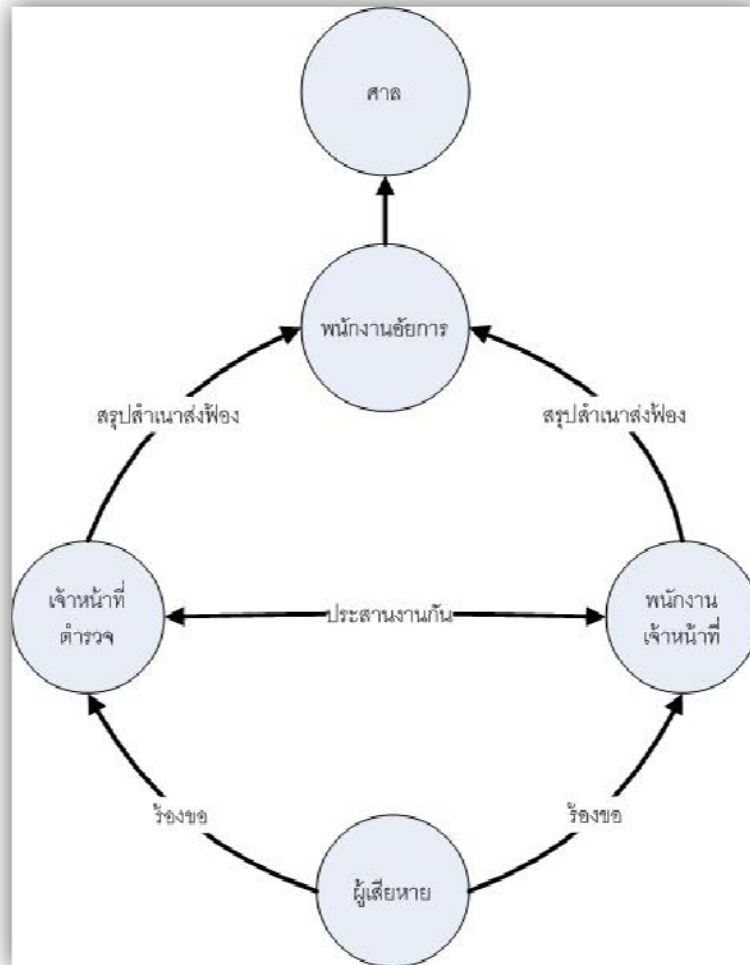 ศาล
พนักงานอัยการ
สรุปสำเนาส่งฟ้อง
สรุปสำเนาส่งฟ้อง
เจ้าหน้าที่
ตำรวจ
ประสานงานกัน
พนักงาน
เจ้าหน้าที่
ร้องขอ
ร้องขอ
ผู้เสียหาย